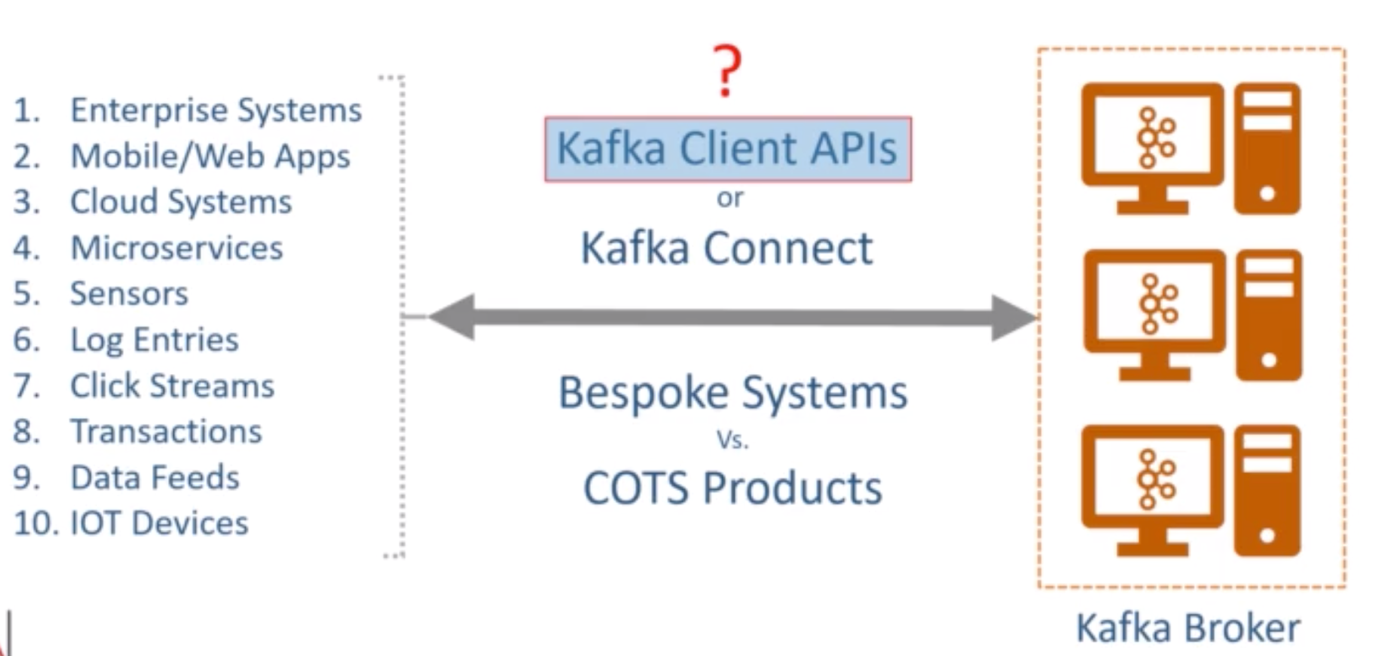 1. Enterprise Systems
2. Mobile/Web Apps
3. Cloud Systems
4. Microservices
5. Sensors
6. Log Entries
7. Click Streams
8. Transactions
9. Data Feeds
10. IOT Devices
?
Kafka Client APIs
or
Kafka Connect
Bespoke Systems
Vs.
COTS Products
Kafka Broker